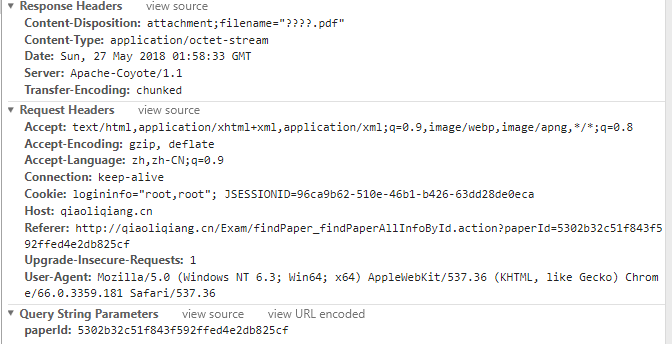 Response Headers view source
Content-Disposition: attachment;filename="????.pdf"
Content-Type: application/octet-stream
Date: Sun, 27 May 2018 01:58:33 GMT
Server: Apache-Coyote/1.1
Transfer-Encoding: chunked
Request Headers view source
Accept: text/html,application/xhtml+xml,application/xml;q=0.9,image/webp,image/apng,*/*;q=0.8
Accept-Encoding: gzip, deflate
Accept-Language: zh,zh-CN;q=0.9
Connection: keep-alive
Cookie: logininfo="root,root"; JSESSIONID=96ca9b62-510e-46b1-b426-63dd28de0eca
Host: qiaoliqiang.cn
Referer: http://qiaoliqiang.cn/Exam/findPaper_findPaperAllInfoById.action?paperId=5302b32c51f843f5
92ffed4e2db825cf
Upgrade-Insecure-Requests: 1
User-Agent: Mozilla/5.0 (Windows NT 6.3; Win64; x64) AppleWebKit/537.36 (KHTML, like Gecko) Chrom
e/66.0.3359.181 Safari/537.36
Query String Parameters view source view URL encoded
paperId: 5302b32c51f843f592ffed4e2db825cf